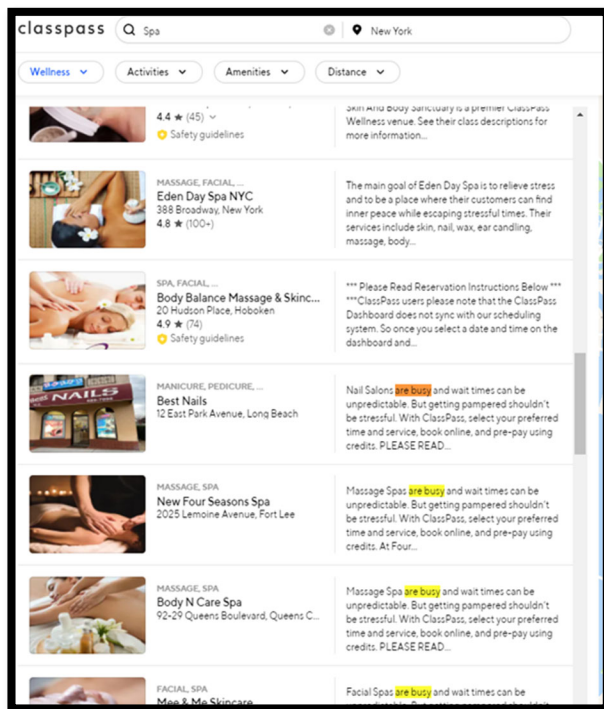 classpass
Spa
New York
Wellness
Activities
Amenities
Distance
4.4 ★ (45)
Safety guidelines
Skin And Body Sanctuary is a premier ClassPass
Wellness venue. See their class descriptions for
more information...
MASSAGE, FACIAL, ...
Eden Day Spa NYC
388 Broadway, New York
4.8 ★ (100+)
The main goal of Eden Day Spa is to relieve stress
and to be a place where their customers can find
inner peace while escaping stressful times. Their
services include skin, nail, wax, ear candling,
massage, body...
SPA, FACIAL, ...
Body Balance Massage & Skinc...
20 Hudson Place, Hoboken
4.9 ★ (74)
Safety guidelines
*** Please Read Reservation Instructions Below ***
***ClassPass users please note that the ClassPass
Dashboard does not sync with our scheduling
system. So once you select a date and time on the
dashboard and...
NAILS
MANICURE, PEDICURE, ...
Best Nails
12 East Park Avenue, Long Beach
Nail Salons are busy and wait times can be
unpredictable. But getting pampered shouldn't
be stressful. With ClassPass, select your preferred
time and service, book online, and pre-pay using
credits. PLEASE READ...
MASSAGE, SPA
New Four Seasons Spa
2025 Lemoine Avenue, Fort Lee
Massage Spas are busy and wait times can be
unpredictable. But getting pampered shouldn't
be stressful. With ClassPass, select your preferred
time and service, book online, and pre-pay using
credits. At Four...
MASSAGE, SPA
Body N Care Spa
92-29 Queens Boulevard, Queens C...
Massage Spa are busy and wait times can be
unpredictable. But getting pampered shouldn't
be stressful. With ClassPass, select your preferred
time and service, book online, and pre-pay using
credits. PLEASE READ...
FACIAL, SPA
Mee & Me Skincare
Facial Spas are busy and wait times can be
unpredictable. But getting pampered shouldn't